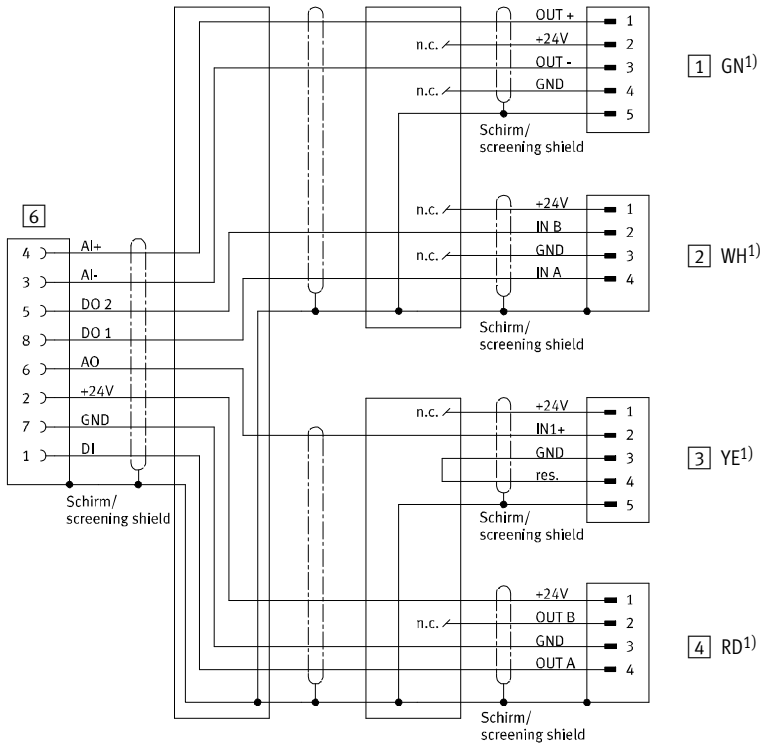 OUT +
1
+24V
n.c.
2
OUT -
3
1 GN1)
GND
n.c.
4
5
Schirm/
screening shield
+24V
n.c.
1
IN B
2
6
GND
n.c.
3
2 WH1)
4 AI+
IN A
4
3 AI-
5 DO 2
Schirm/
screening shield
8 DO 1
6 AO
2 +24V
+24V
n.c.
1
7 GND
IN1+
2
1 DI
GND
3
3 YE1)
res.
4
Schirm/
screening shield
5
Schirm/
screening shield
+24V
1
OUT B
n.c.
2
GND
3
4 RD1)
OUT A
4
Schirm/
screening shield